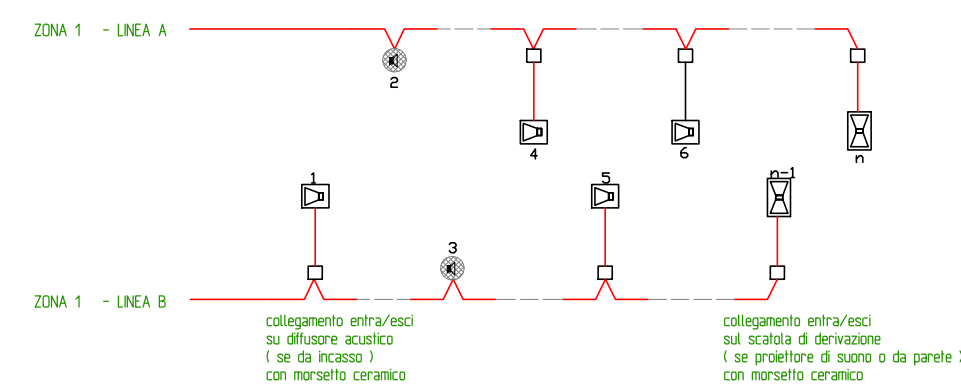 ZONA 1 - LINEA A
2
4
6
n
1
5
n-1
3
ZONA 1 - LINEA B
collegamento entra/esci
su diffusore acustico
( se da incasso )
con morsetto ceramico
collegamento entra/esci
sul scatola di derivazione
( se proiettore di suono o da parete )
con morsetto ceramico